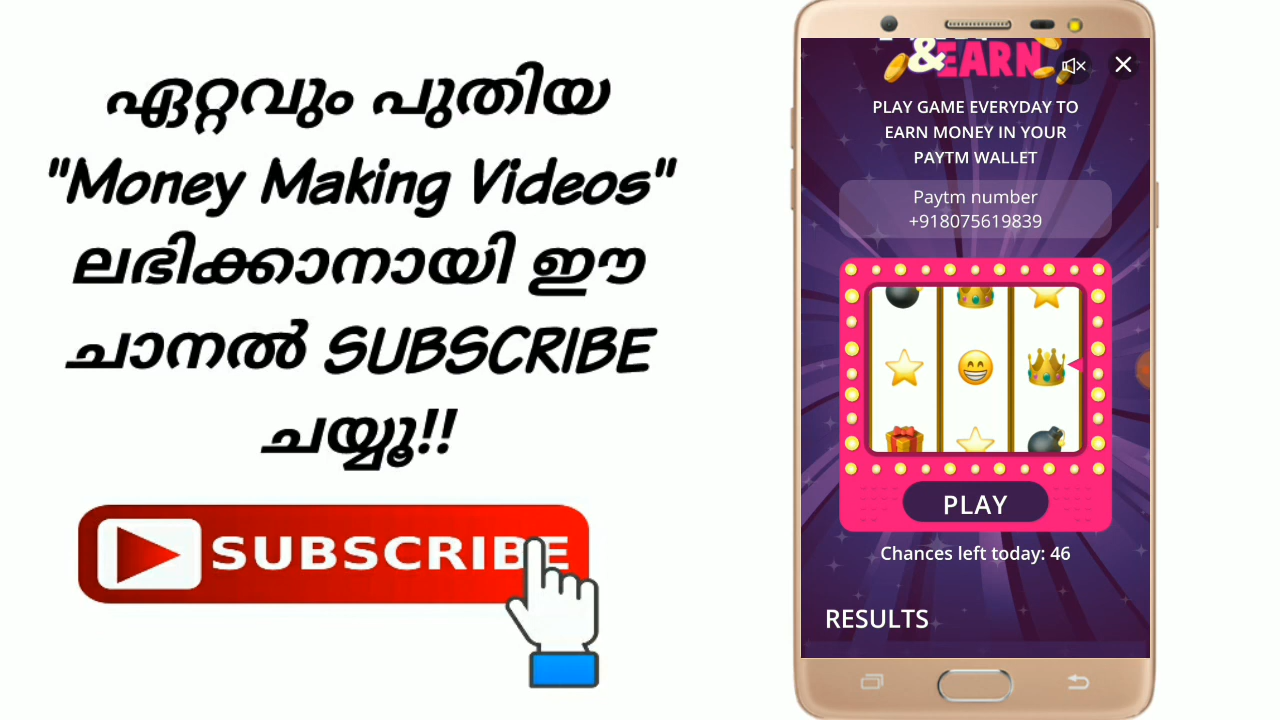 ഏറ്റവും പുതിയ
"Money Making Videos"
ലഭിക്കാനായി ഈ
ചാനൽ SUBSCRIBE
ചയ്യൂ!!
SUBSCRIBE
& EARN
PLAY GAME EVERYDAY TO
EARN MONEY IN YOUR
PAYTM WALLET
Paytm number
+918075619839
PLAY
Chances left today: 46
RESULTS